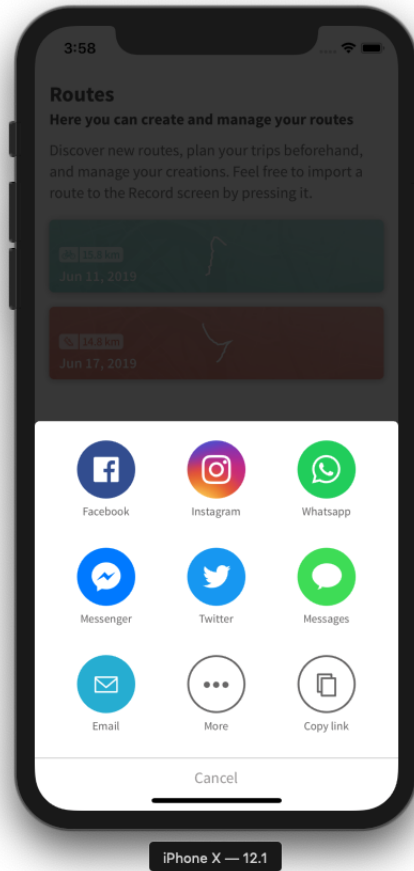 3:58
Routes
Here you can create and manage your routes
Discover new routes, plan your trips beforehand,
and manage your creations. Feel free to import a
route to the Record screen by pressing it.
Jun 11, 2019
14.8 km
Jun 17, 2019
Facebook
Instagram
Whatsapp
Messenger
Twitter
Messages
Email
More
Copy link
Cancel
iPhone X — 12.1